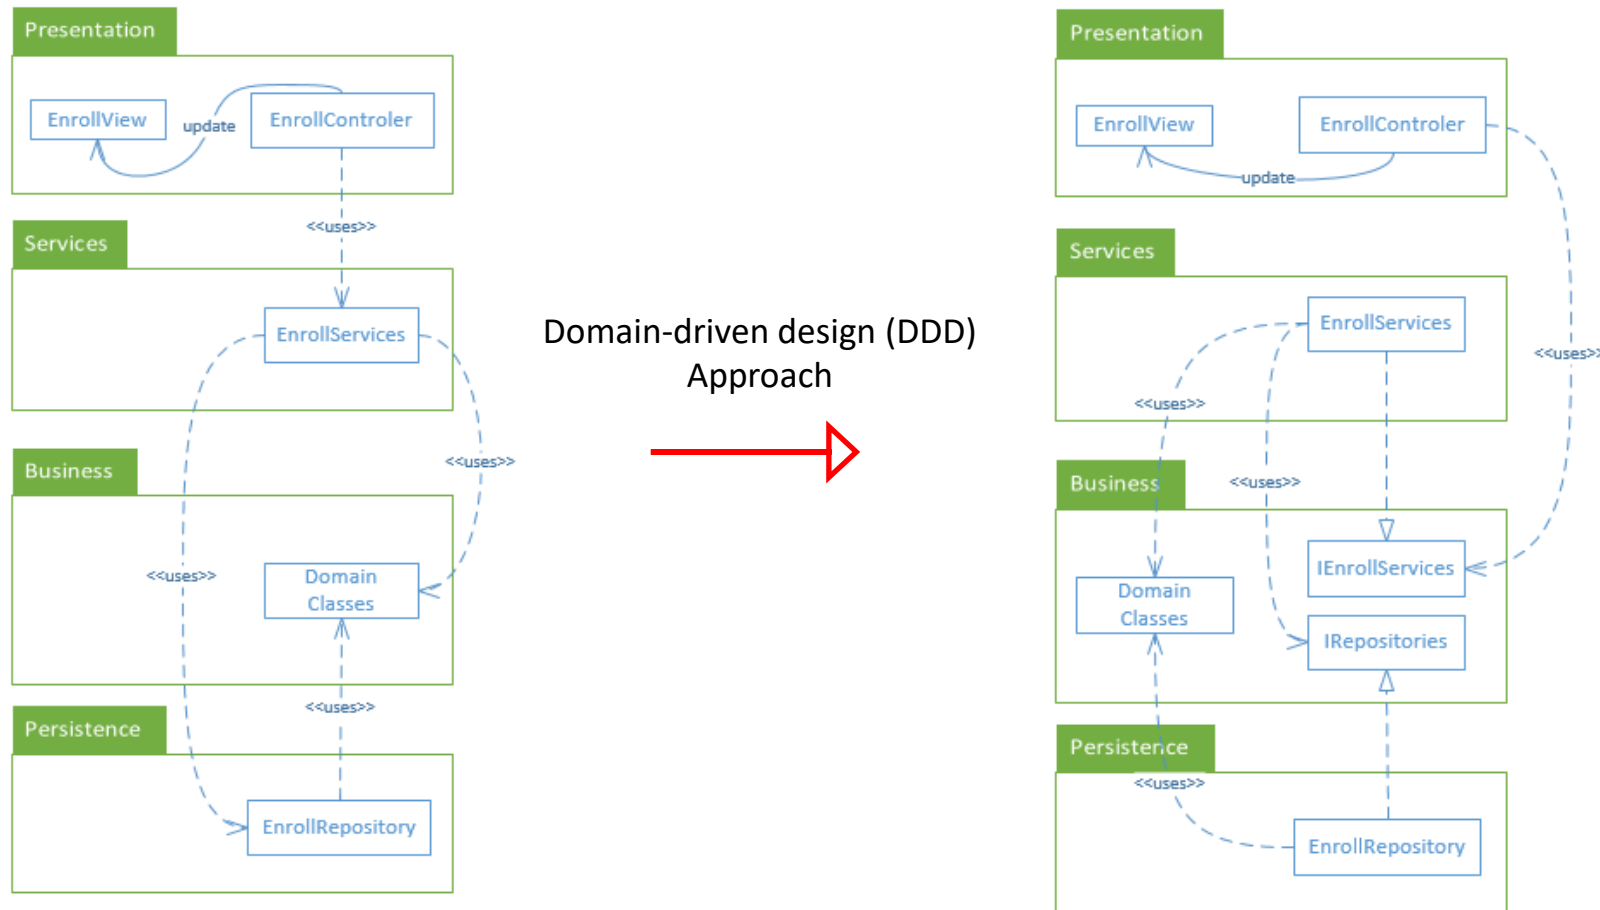 Presentation
EnrollView
update
EnrollControler
<<uses>>
Services
EnrollServices
<<uses>>
Business
<<uses>>
Domain
Classes
<<uses>>
Persistence
EnrollRepository
Domain-driven design (DDD)
Approach
Presentation
EnrollView
EnrollControler
update
Services
EnrollServices
<<uses>>
<<uses>>
Business
<<uses>>
IEnrollServices
Domain
Classes
IRepositories
Persistence
<<uses>>
EnrollRepository